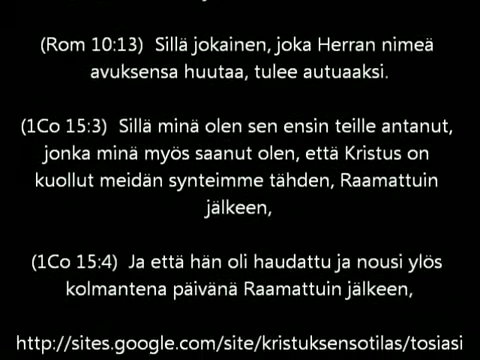 (Rom 10:13)  Sillä jokainen, joka Herran nimeä
avuksensa huutaa, tulee autuaaksi.
(1Co 15:3)  Sillä minä olen sen ensin teille antanut,
jonka minä myös saanut olen, että Kristus on
kuollut meidän synteimme tähden, Raamattuin
jälkeen,
(1Co 15:4)  Ja että hän oli haudattu ja nousi ylös
kolmantena päivänä Raamattuin jälkeen,
http://sites.google.com/site/kristuksensotilas/tosiasi